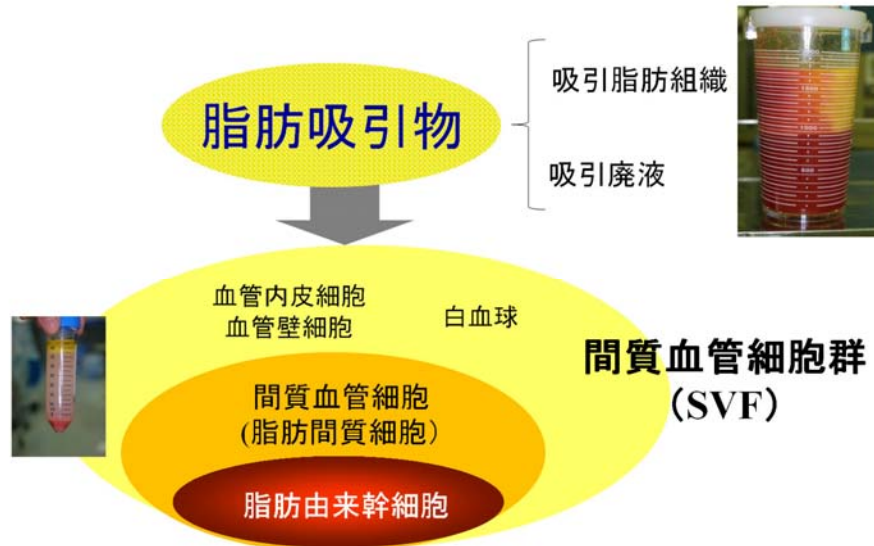 脂肪吸引物
吸引脂肪組織
吸引廃液
血管内皮細胞
血管壁細胞
白血球
間質血管細胞群
（SVF）
間質血管細胞
(脂肪間質細胞）
脂肪由来幹細胞